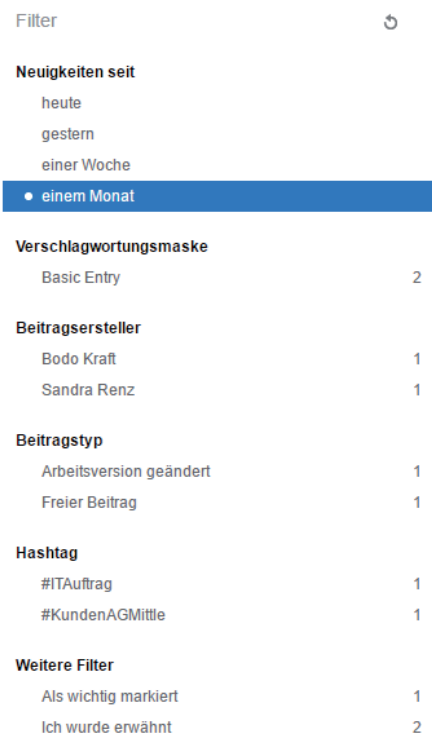 Filter
Neuigkeiten seit
heute
gestern
einer Woche
einem Monat
Verschlagwortungsmaske
Basic Entry 2
Beitragsersteller
Bodo Kraft 1
Sandra Renz 1
Beitragstyp
Arbeitsversion geändert 1
Freier Beitrag 1
Hashtag
#ITAuftrag 1
#KundenAGMittle 1
Weitere Filter
Als wichtig markiert 1
Ich wurde erwähnt 2